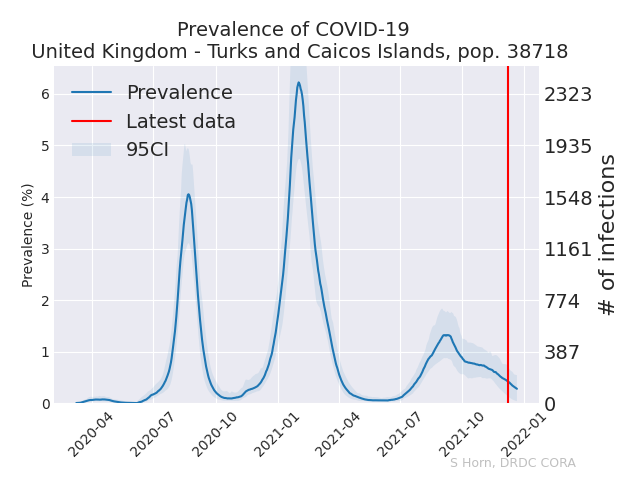 Prevalence of COVID-19
United Kingdom - Turks and Caicos Islands, pop. 38718
Prevalence
Latest data
95CI
Prevalence (%)
6
5
4
3
2
1
0
2323
1935
1548
1161
774
387
0
# of infections
2020-04
2020-07
2020-10
2021-01
2021-04
2021-07
2021-10
2022-01
S Horn, DRDC CORA